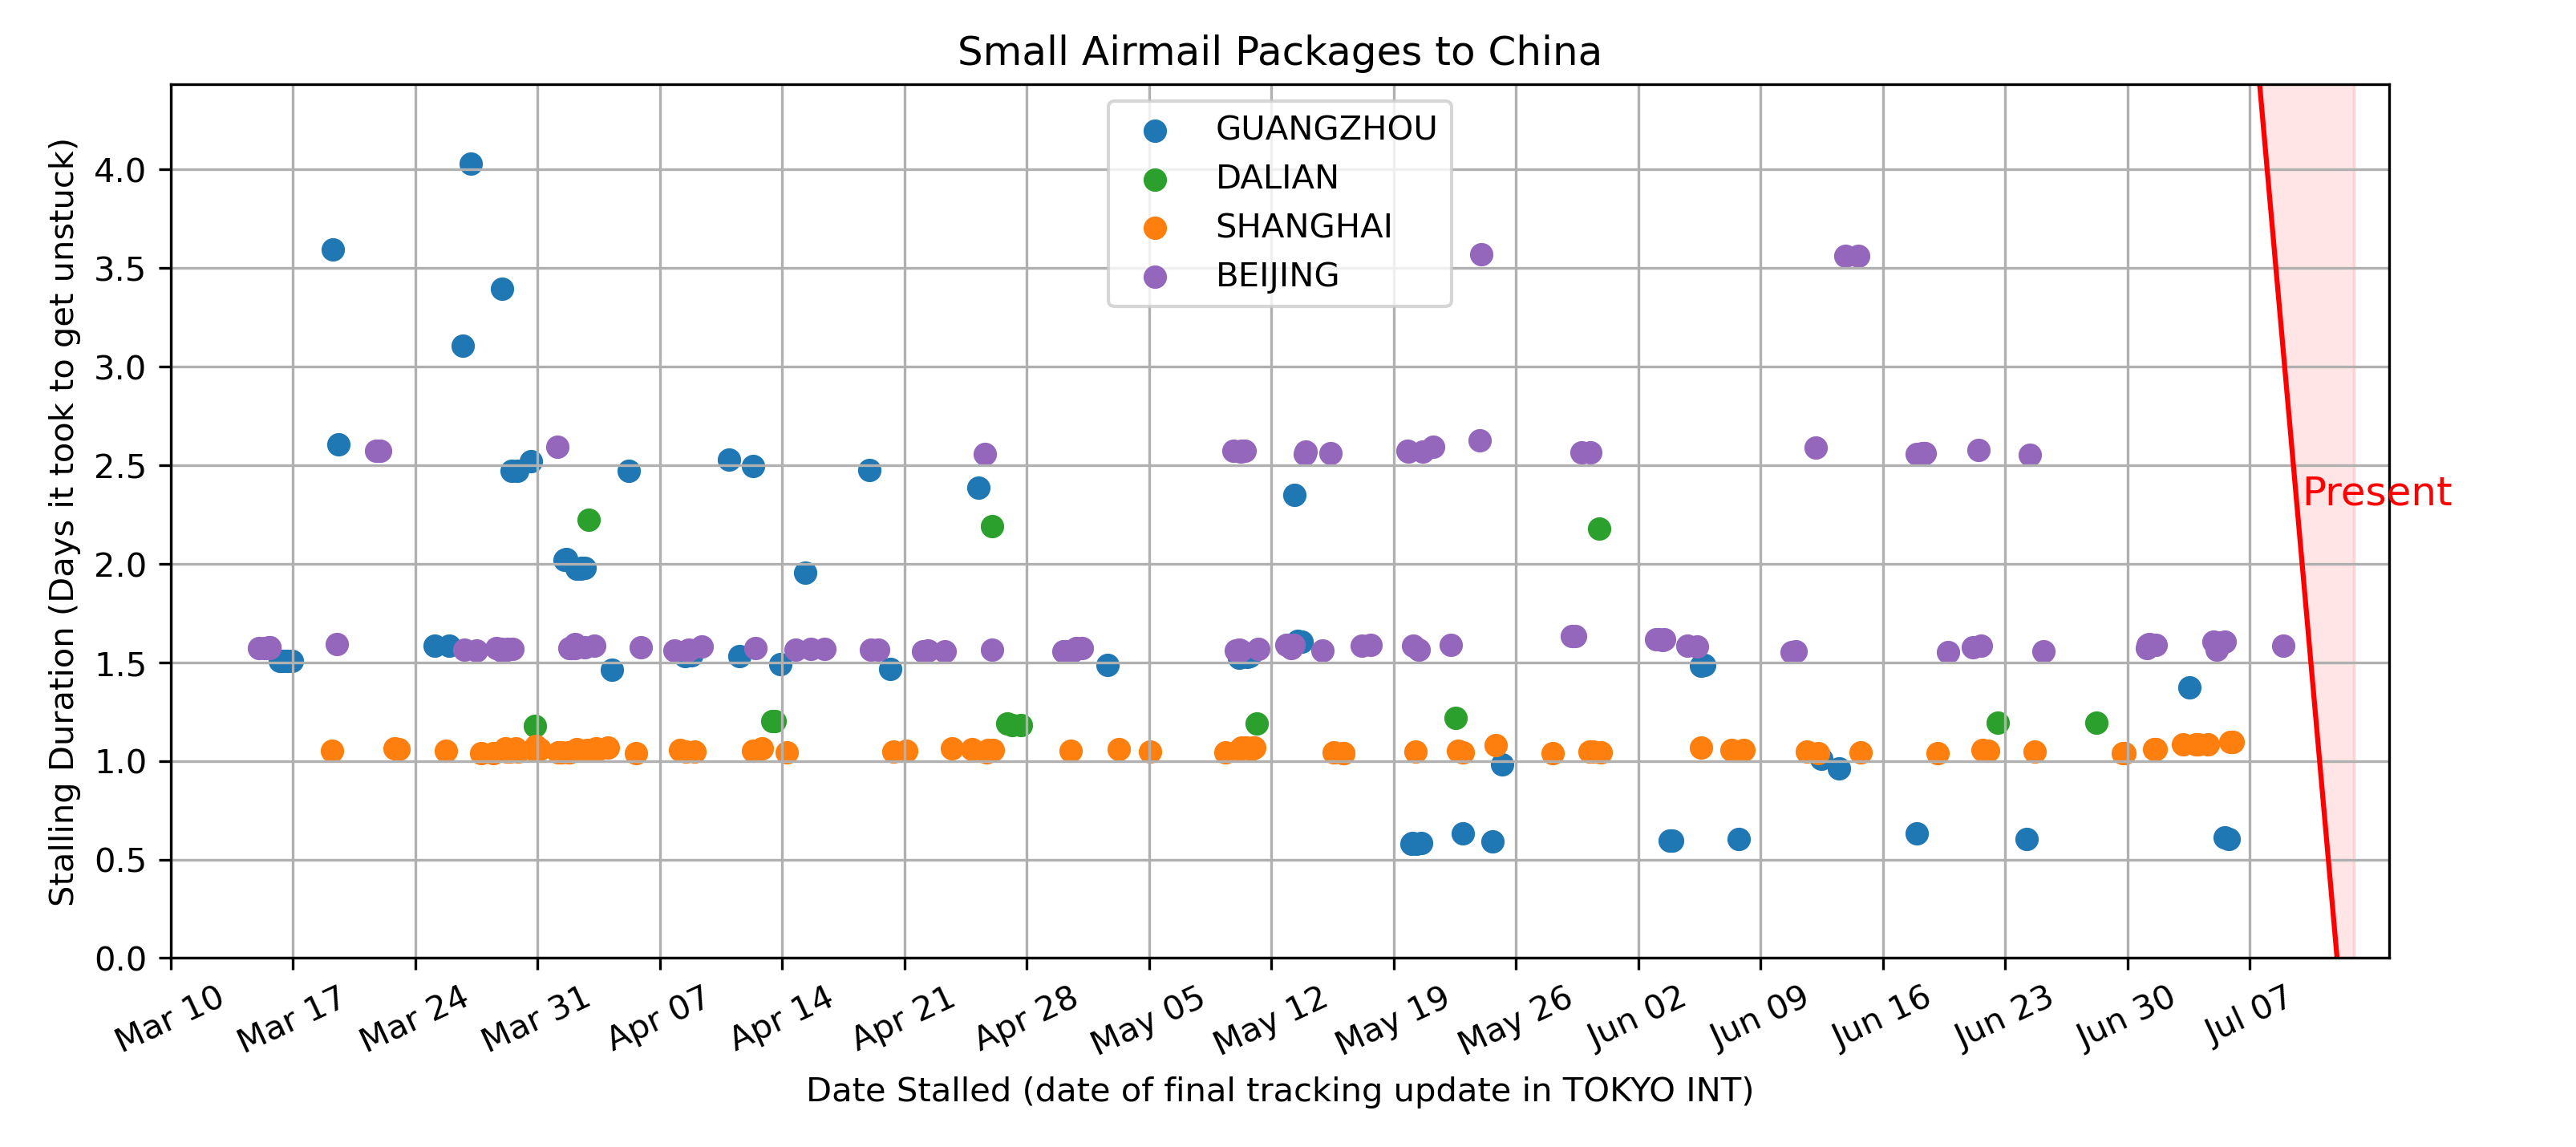 Small Airmail Packages to China
GUANGZHOU
DALIAN
SHANGHAI
BEIJING
Stalling Duration (Days it took to get unstuck)
4.0
3.5
3.0
2.5
2.0
1.5
1.0
0.5
0.0
Present
Mar 10
Mar 17
Mar 24
Mar 31
Apr 07
Apr 14
Apr 21
Apr 28
May 05
May 12
May 19
May 26
Jun 02
Jun 09
Jun 16
Jun 23
Jun 30
Jul 07
Date Stalled (date of final tracking update in TOKYO INT)